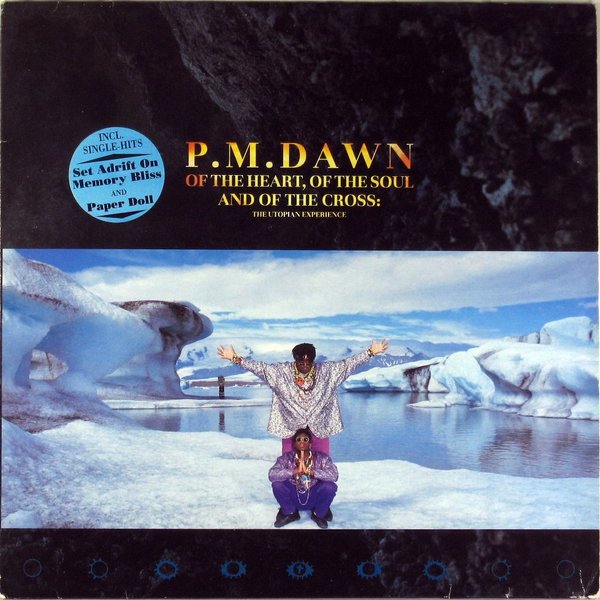 INCL.
SINGLE-HITS
Set Adrift On
Memory Bliss
AND
Paper Doll
P.M.DAWN
OF THE HEART, OF THE SOUL
AND OF THE CROSS:
THE UTOPIAN EXPERIENCE